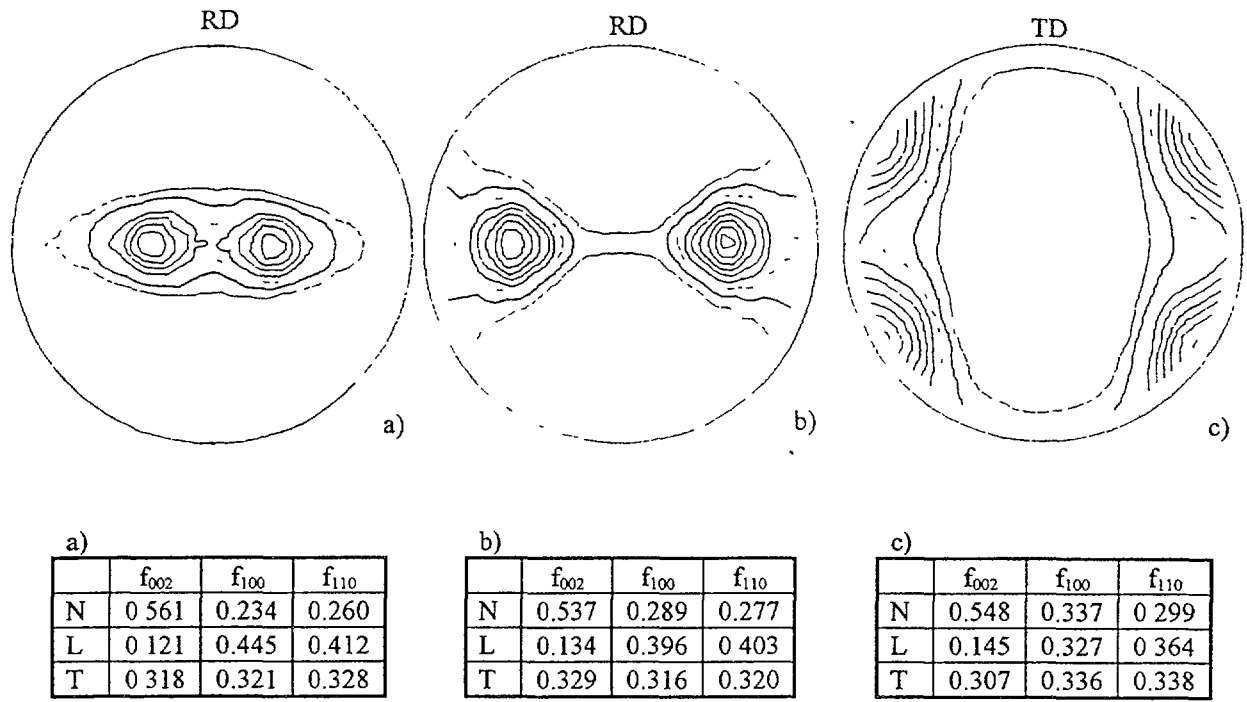 RD RD TD
a) b) c)
a) b) c)
f002 f100 f110 f002 f100 f110 f002 f100 f110
N 0 561 0.234 0.260 N 0.537 0.289 0.277 N 0.548 0.337 0 299
L 0 121 0.445 0.412 L 0.134 0.396 0 403 L 0.145 0.327 0 364
T 0 318 0.321 0.328 T 0.329 0.316 0.320 T 0.307 0.336 0.338